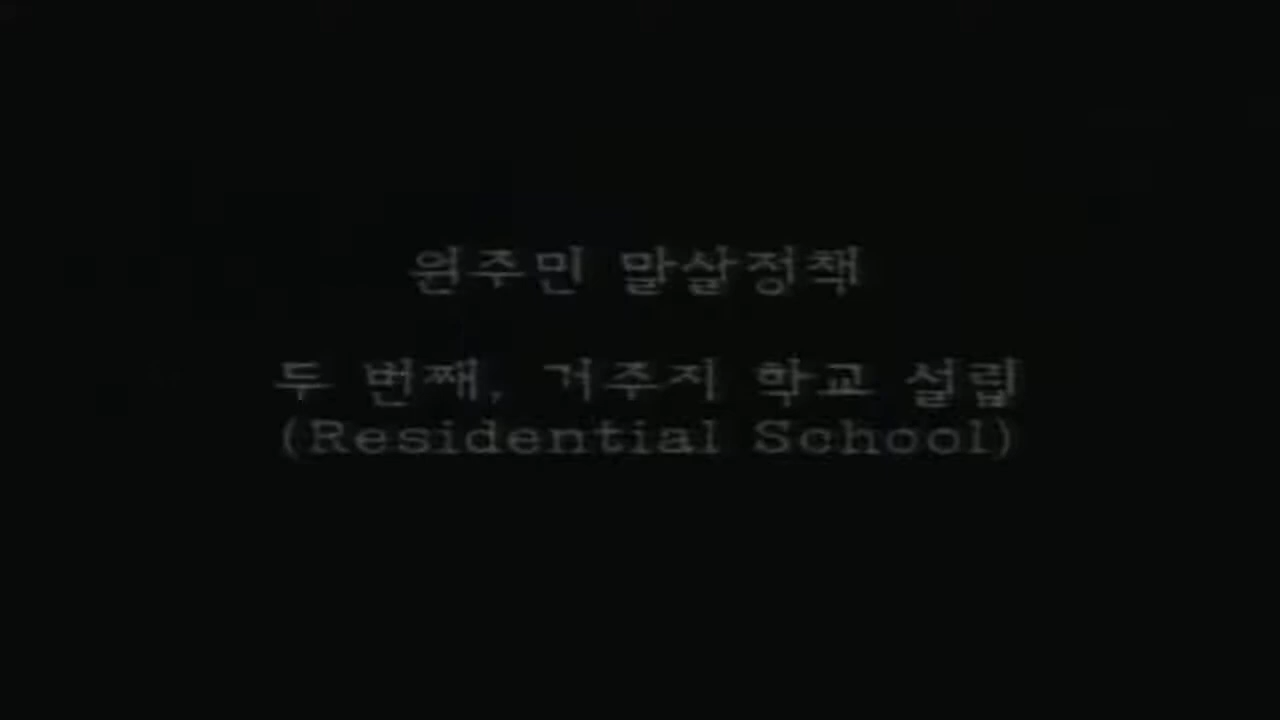 원주민 말살정책
두 번째, 거주지 학교 설립
(Residential School)